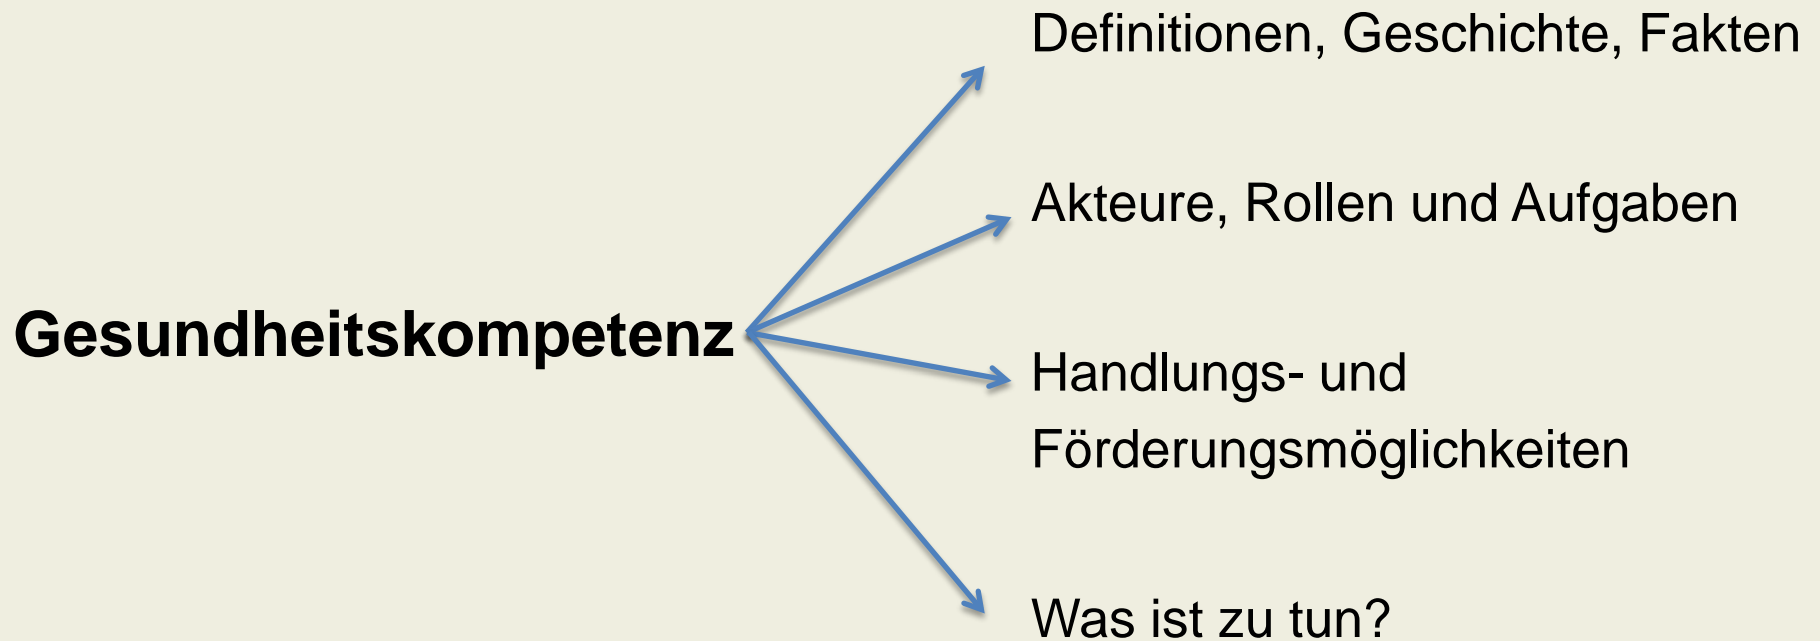 Definitionen, Geschichte, Fakten
Akteure, Rollen und Aufgaben
Gesundheitskompetenz
Handlungs- und
Förderungsmöglichkeiten
Was ist zu tun?